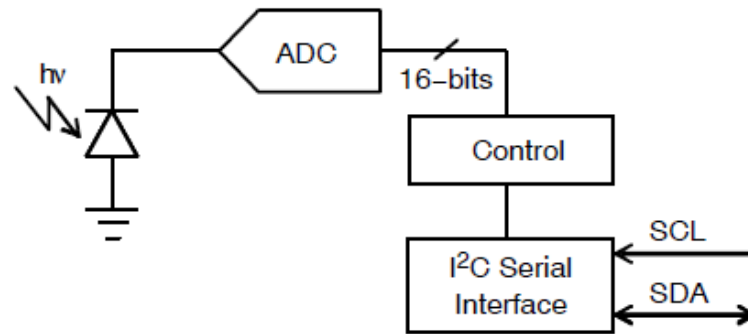 ADC
hν
16–bits
Control
SCL
I²C Serial
Interface
SDA